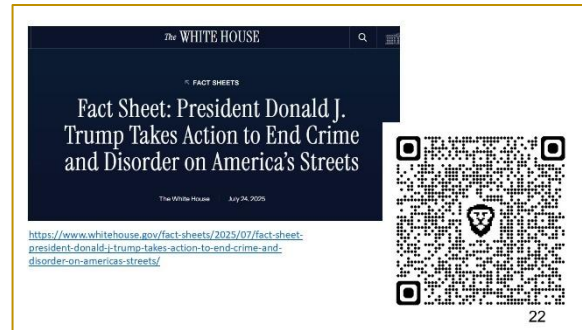 The WHITE HOUSE
FACT SHEETS
Fact Sheet: President Donald J.
Trump Takes Action to End Crime
and Disorder on America's Streets
The White House
July 24, 2025
https://www.whitehouse.gov/fact-sheets/2025/07/fact-sheet-
president-donald-j-trump-takes-action-to-end-crime-and-
disorder-on-americas-streets/
22